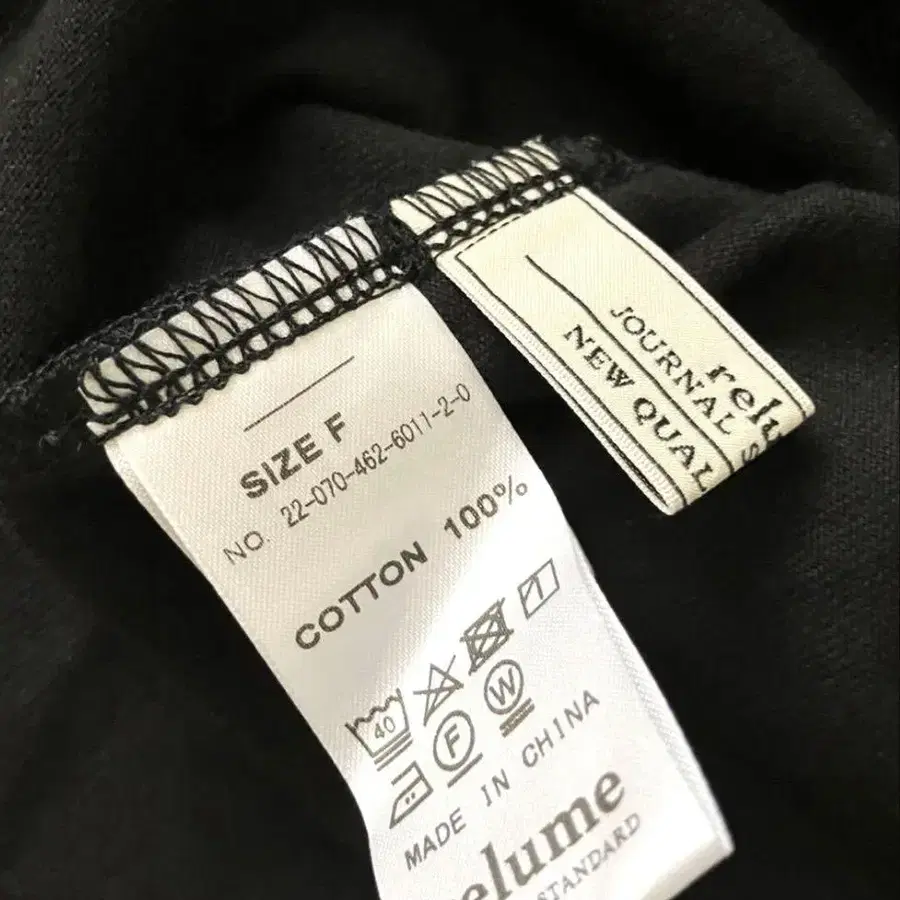 SIZE F
NO. 22-070-462-6011-2-0
COTTON 100%
40
F W
MADE IN CHINA
elume
STANDARD
relu
JOURNAL S
NEW QUAL